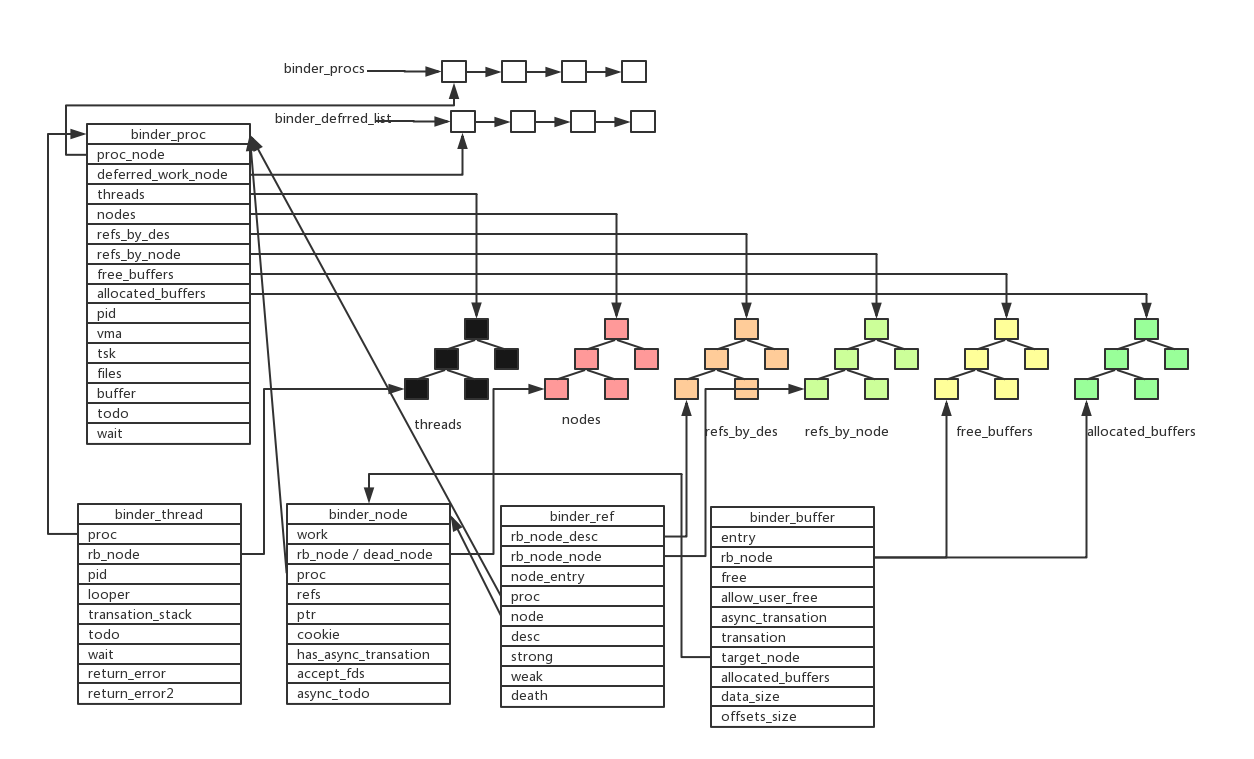 binder_procs
binder_defrred_list
binder_proc
proc_node
deferred_work_node
threads
nodes
refs_by_des
refs_by_node
free_buffers
allocated_buffers
pid
vma
tsk
files
buffer
todo
wait
threads
nodes
refs_by_des
refs_by_node
free_buffers
allocated_buffers
binder_thread
proc
rb_node
pid
looper
transation_stack
todo
wait
return_error
return_error2
binder_node
work
rb_node / dead_node
proc
refs
ptr
cookie
has_async_transation
accept_fds
async_todo
binder_ref
rb_node_desc
rb_node_node
node_entry
proc
node
desc
strong
weak
death
binder_buffer
entry
rb_node
free
allow_user_free
async_transation
transation
target_node
allocated_buffers
data_size
offsets_size